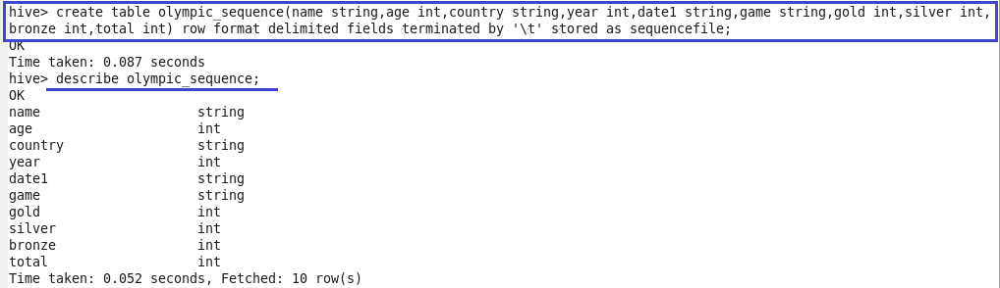 hive> create table olympic_sequence(name string,age int,country string,year int,date1 string,game string,gold int,silver int,
bronze int,total int) row format delimited fields terminated by '\t' stored as sequencefile;
OK
Time taken: 0.087 seconds
hive> describe olympic_sequence;
OK
name                    string
age                     int
country                 string
year                    int
date1                   string
game                    string
gold                    int
silver                  int
bronze                  int
total                   int
Time taken: 0.052 seconds, Fetched: 10 row(s)